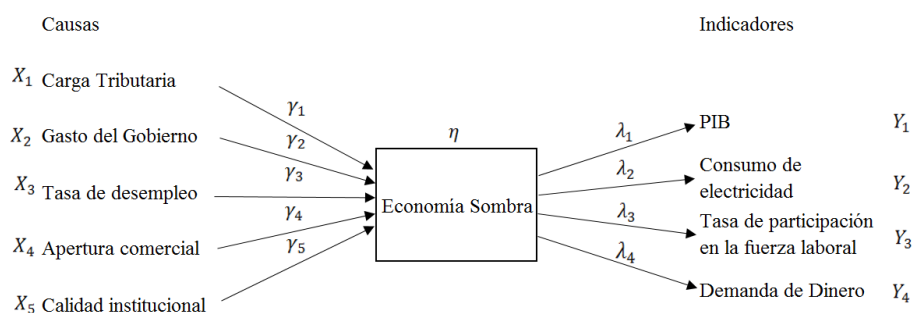 Causas
Indicadores
X₁ Carga Tributaria
γ₁
X₂ Gasto del Gobierno
γ₂
X₃ Tasa de desempleo
γ₃
X₄ Apertura comercial
γ₄
X₅ Calidad institucional
γ₅
η
Economía Sombra
λ₁
PIB Y₁
λ₂
Consumo de
electricidad Y₂
λ₃
Tasa de participación
en la fuerza laboral Y₃
λ₄
Demanda de Dinero Y₄